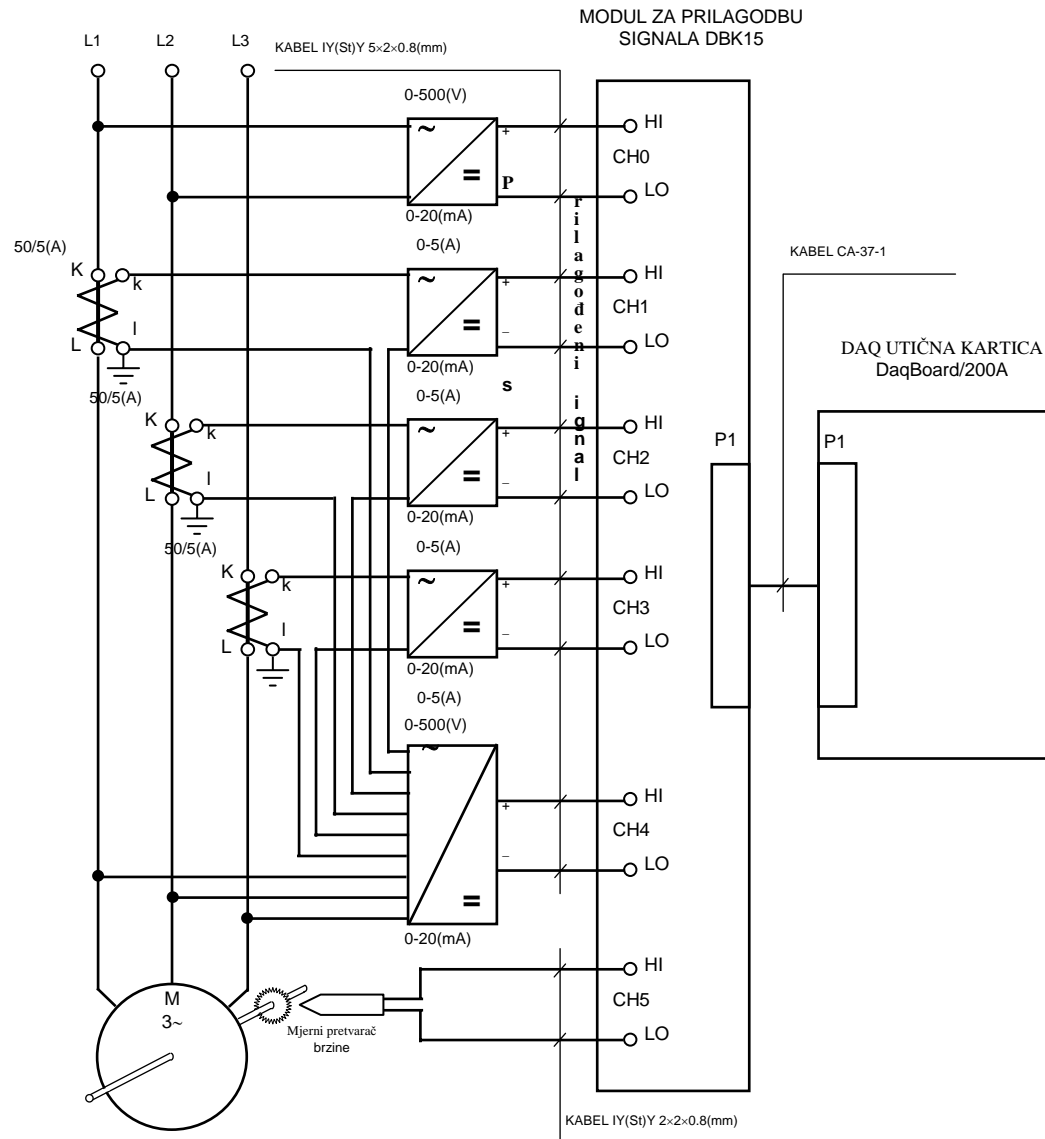 MODUL ZA PRILAGODBU
SIGNALA DBK15
L1
L2
L3
KABEL IY(St)Y 5×2×0.8(mm)
0-500(V)
~
=
+
P
0-20(mA)
HI
CH0
LO
rilagođeni ignal
50/5(A)
K
k
L
l
0-5(A)
~
=
+
–
0-20(mA)
HI
CH1
LO
KABEL CA-37-1
DAQ UTIČNA KARTICA
DaqBoard/200A
50/5(A)
K
k
L
l
0-5(A)
s
~
=
+
–
0-20(mA)
HI
CH2
LO
P1
P1
50/5(A)
K
k
L
l
0-5(A)
~
=
+
–
0-20(mA)
HI
CH3
LO
0-5(A)
0-500(V)
~
=
+
–
0-20(mA)
HI
CH4
LO
M
3~
Mjerni pretvarač
brzine
HI
CH5
LO
KABEL IY(St)Y 2×2×0.8(mm)